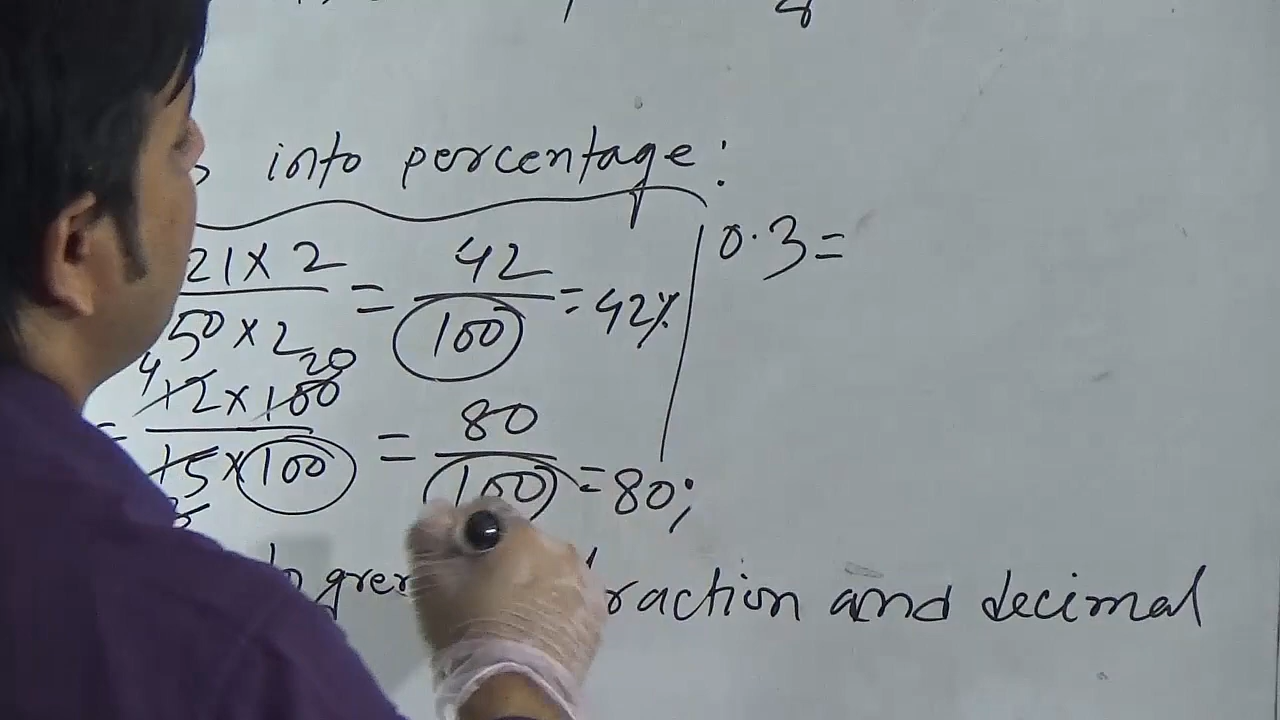 into percentage:
21 × 2 / 50 × 2 = 42 / 100 = 42%
0.3 =
= 4 12 × 100 20 / 15 × 100 = 80 / 100 = 80%
raction and decimal